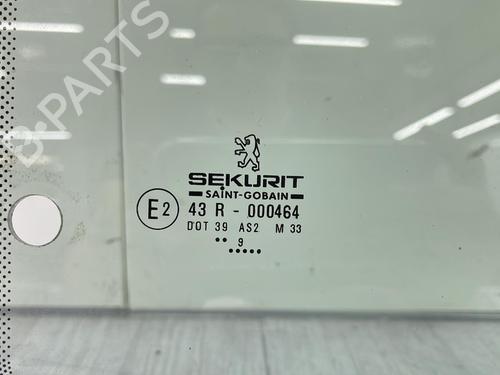 B-PARTS
SEKURIT
SAINT-GOBAIN
E2 43 R - 000464
DOT 39 AS2 M 33
•• 9
•••••